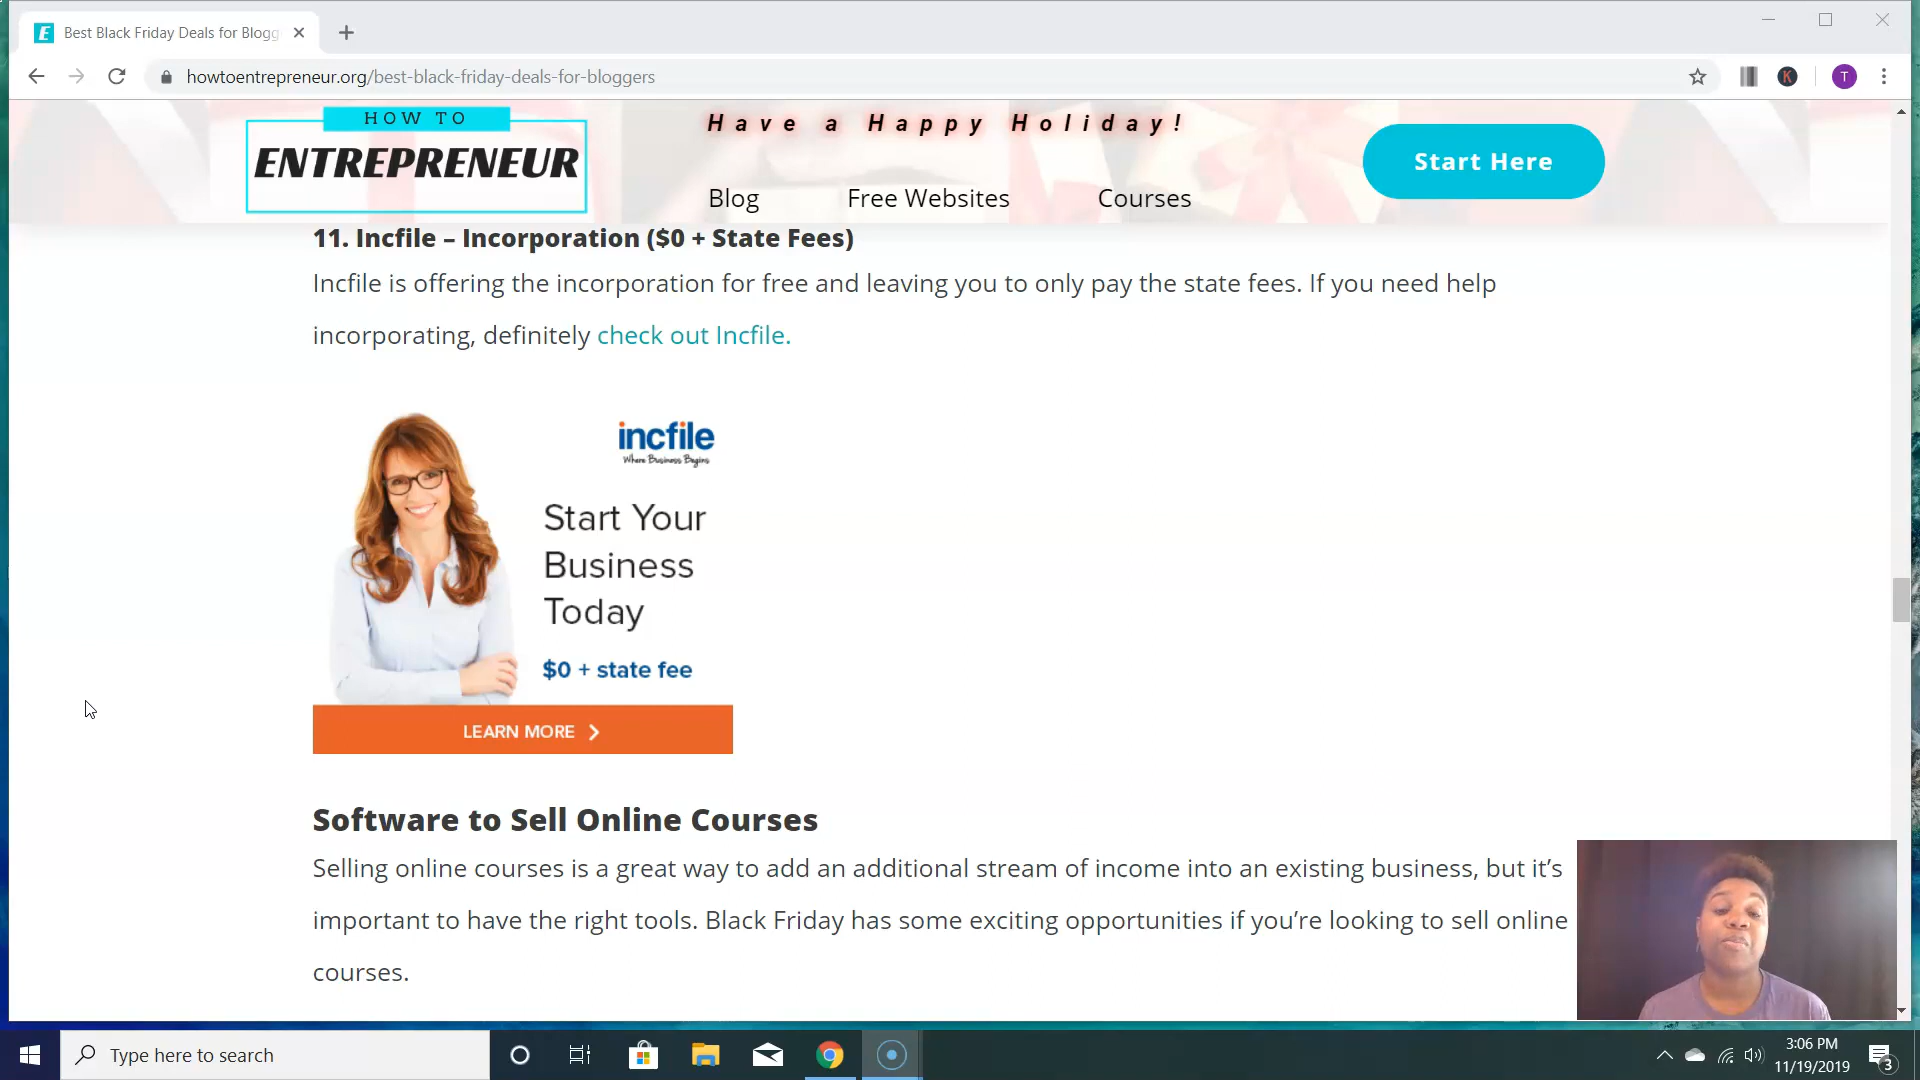 Best Black Friday Deals for Blogg
howtoentrepreneur.org/best-black-friday-deals-for-bloggers
K
T
HOW TO
ENTREPRENEUR
Have a Happy Holiday!
Blog
Free Websites
Courses
Start Here
11. Incfile – Incorporation ($0 + State Fees)
Incfile is offering the incorporation for free and leaving you to only pay the state fees. If you need help
incorporating, definitely check out Incfile.
incfile
Where Business Begins
Start Your
Business
Today
$0 + state fee
LEARN MORE
Software to Sell Online Courses
Selling online courses is a great way to add an additional stream of income into an existing business, but it’s
important to have the right tools. Black Friday has some exciting opportunities if you’re looking to sell online
courses.
Type here to search
3:06 PM
11/19/2019
3